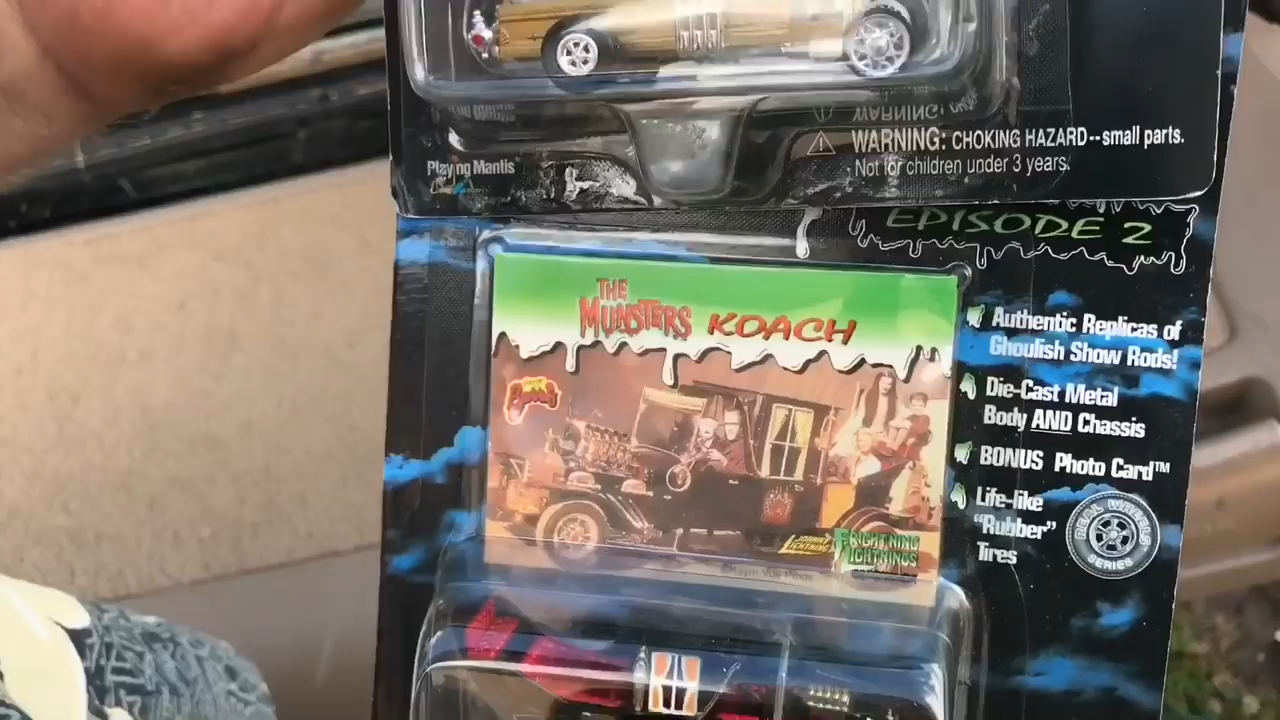 WARNING: CHOKING HAZARD--small parts.
Not for children under 3 years.
Playing Mantis
EPISODE 2
THE
MUNSTERS KOACH
Authentic Replicas of
Ghoulish Show Rods!
Die-Cast Metal
Body AND Chassis
BONUS Photo Card™
Life-like
"Rubber"
Tires
REAL WHEELS
SERIES
JOHNNY
LIGHTNING
FRIGHTNING
LIGHTNINGS